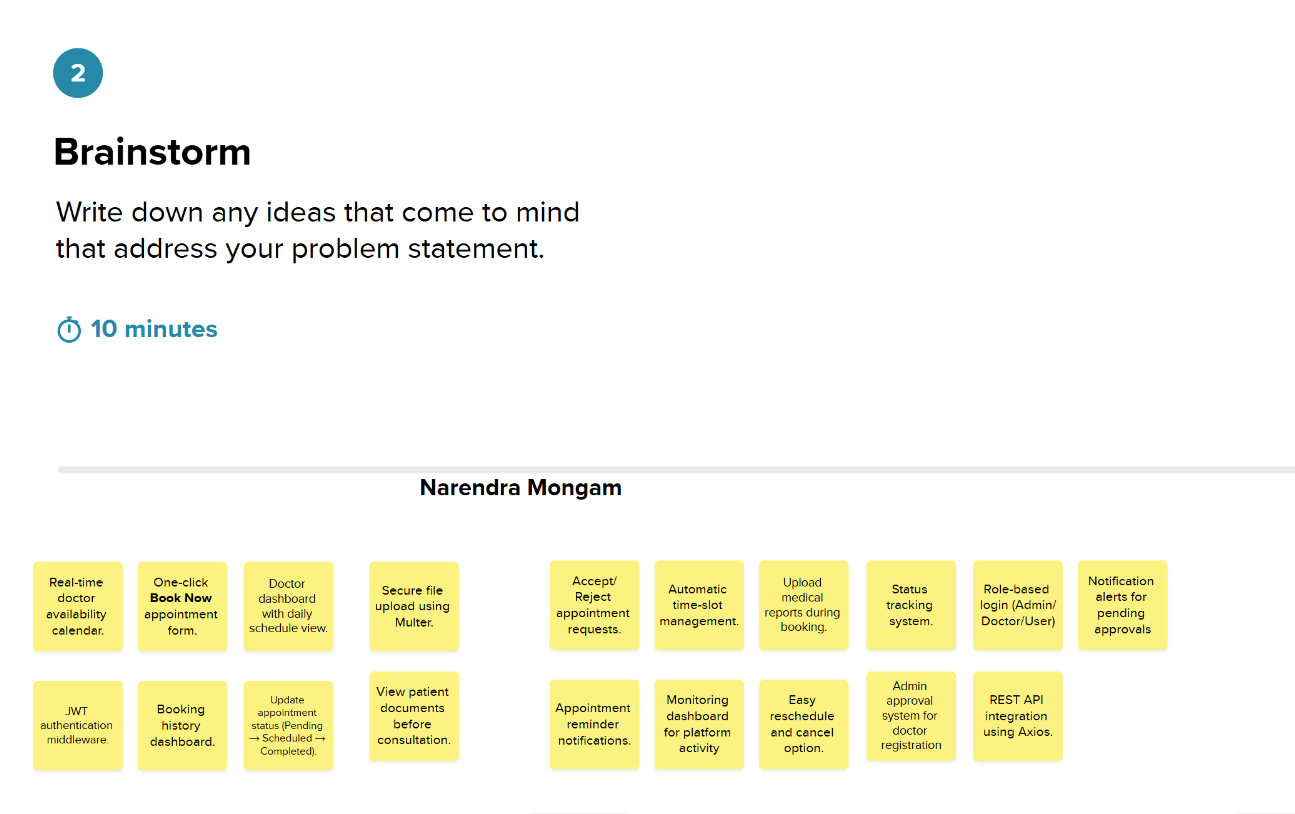 2
Brainstorm
Write down any ideas that come to mind
that address your problem statement.
10 minutes
Narendra Mongam
Real-time
doctor
availability
calendar.
One-click
Book Now
appointment
form.
Doctor
dashboard
with daily
schedule view.
Secure file
upload using
Multer.
Accept/
Reject
appointment
requests.
Automatic
time-slot
management.
Upload
medical
reports during
booking.
Status
tracking
system.
Role-based
login (Admin/
Doctor/User)
Notification
alerts for
pending
approvals
JWT
authentication
middleware.
Booking
history
dashboard.
Update
appointment
status (Pending
→ Scheduled →
Completed).
View patient
documents
before
consultation.
Appointment
reminder
notifications.
Monitoring
dashboard
for platform
activity
Easy
reschedule
and cancel
option.
Admin
approval
system for
doctor
registration
REST API
integration
using Axios.